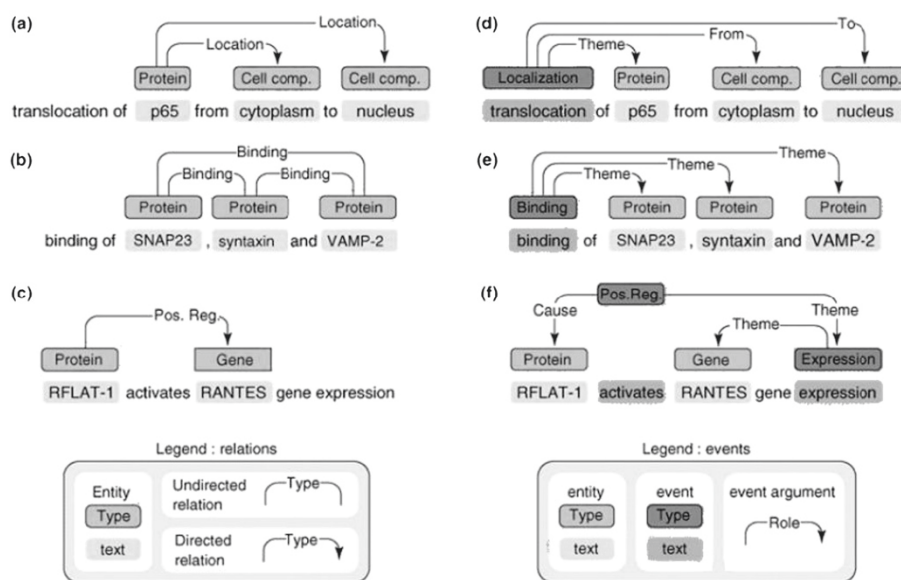 (a)
Location
Location
Protein Cell comp. Cell comp.
translocation of p65 from cytoplasm to nucleus
(b)
Binding
Binding Binding
Protein Protein Protein
binding of SNAP23 , syntaxin and VAMP-2
(c)
Pos. Reg.
Protein Gene
RFLAT-1 activates RANTES gene expression
Legend : relations
Entity
Type
text
Undirected relation
Type
Directed relation
Type
(d)
To
From
Theme
Localization Protein Cell comp. Cell comp.
translocation of p65 from cytoplasm to nucleus
(e)
Theme
Theme
Theme
Binding Protein Protein Protein
binding of SNAP23 , syntaxin and VAMP-2
(f)
Pos.Reg.
Cause Theme
Theme
Protein Gene Expression
RFLAT-1 activates RANTES gene expression
Legend : events
entity event event argument
Type Type Role
text text